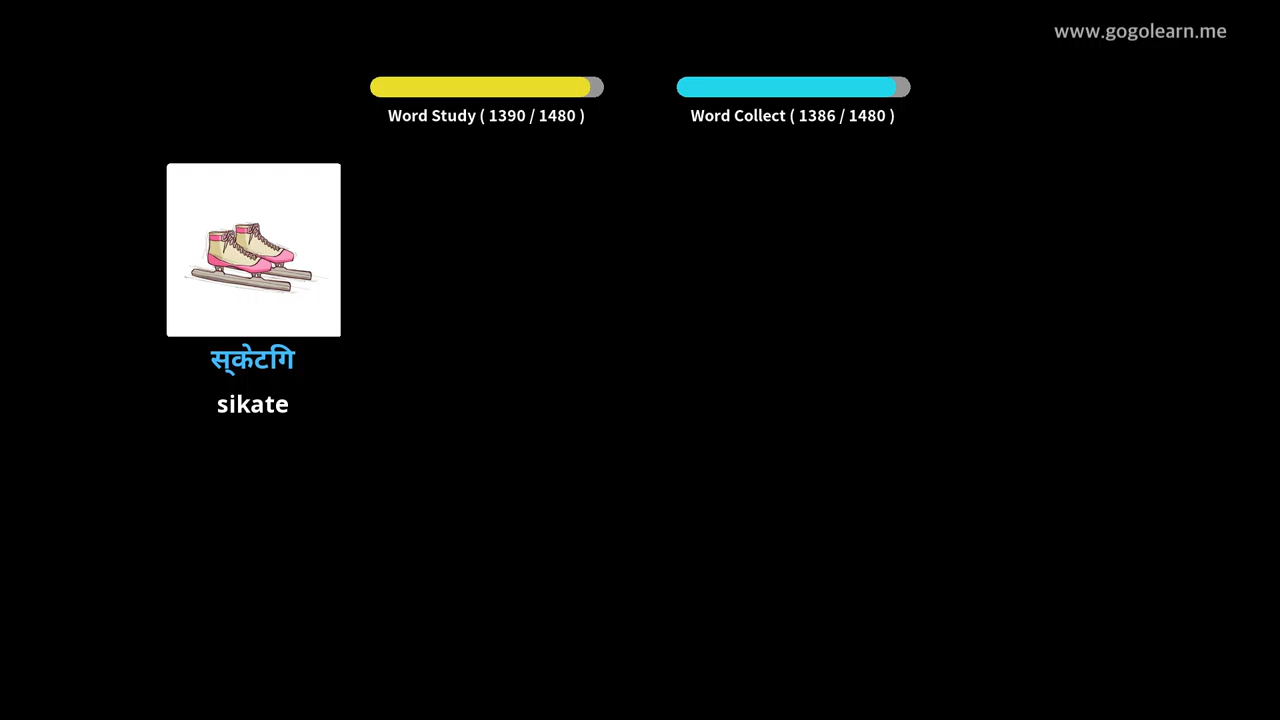 www.gogolearn.me
Word Study ( 1390 / 1480 )
Word Collect ( 1386 / 1480 )
स्केटगि
sikate